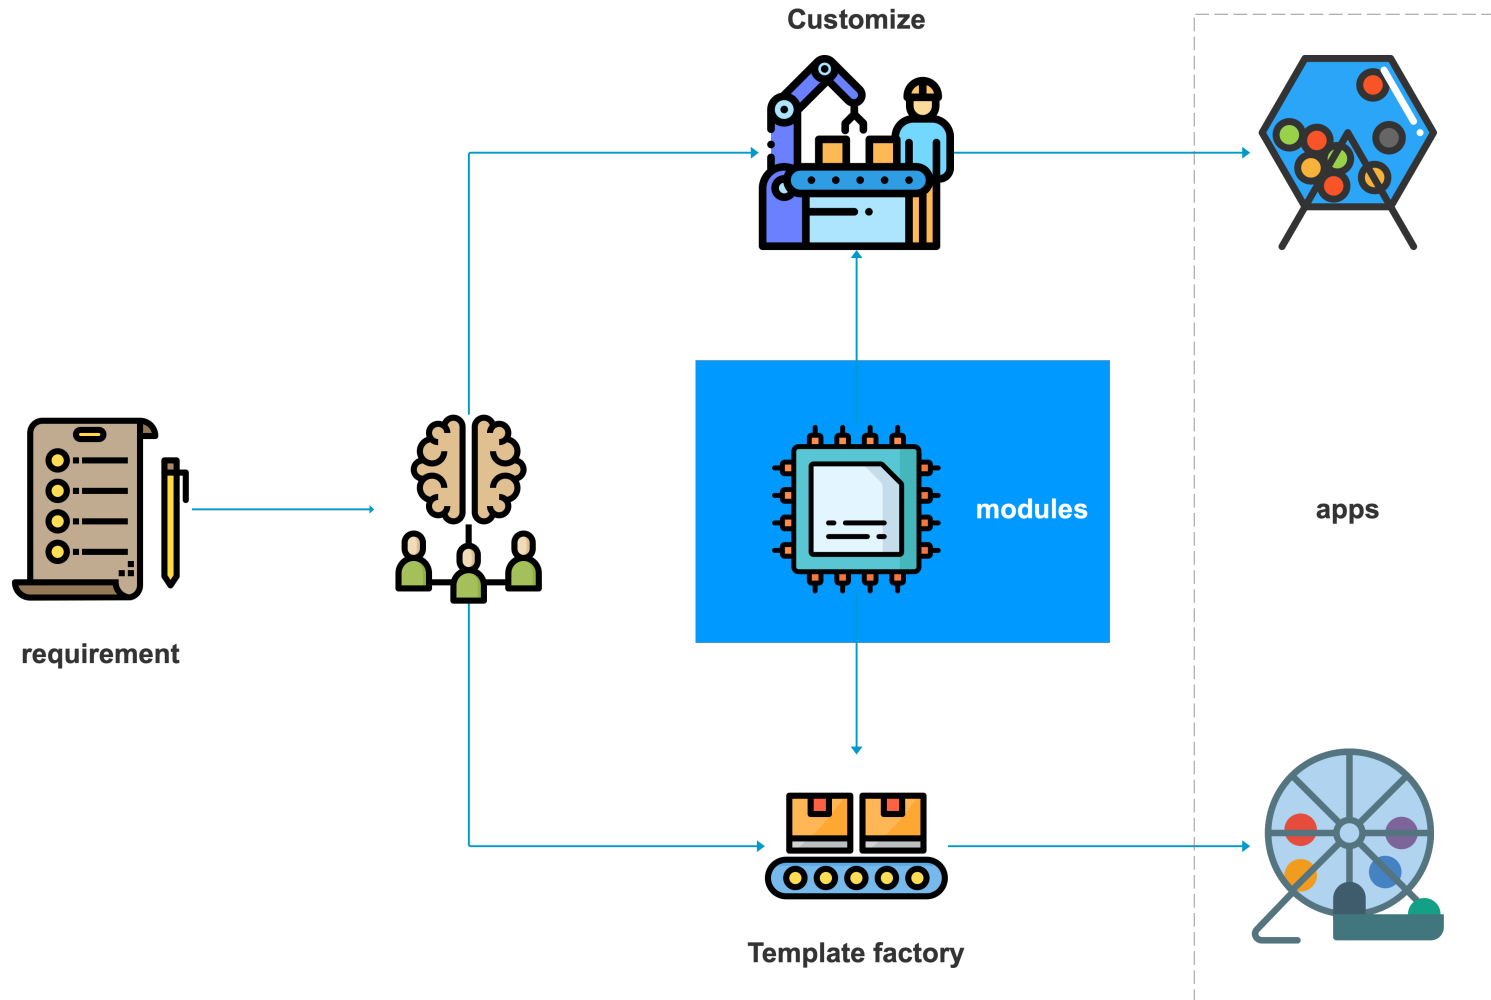 Customize
modules
apps
requirement
Template factory